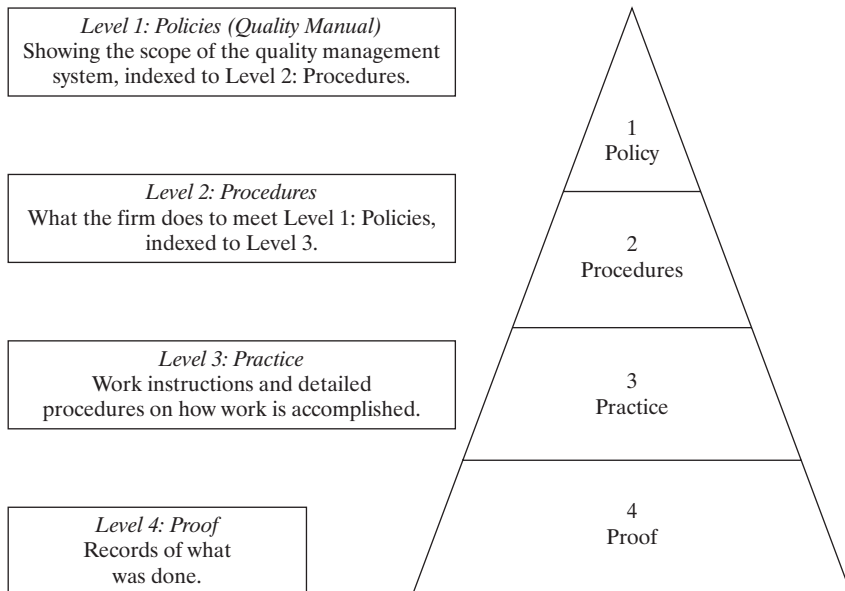 Level 1: Policies (Quality Manual)
Showing the scope of the quality management
system, indexed to Level 2: Procedures.
Level 2: Procedures
What the firm does to meet Level 1: Policies,
indexed to Level 3.
Level 3: Practice
Work instructions and detailed
procedures on how work is accomplished.
Level 4: Proof
Records of what
was done.
1
Policy
2
Procedures
3
Practice
4
Proof